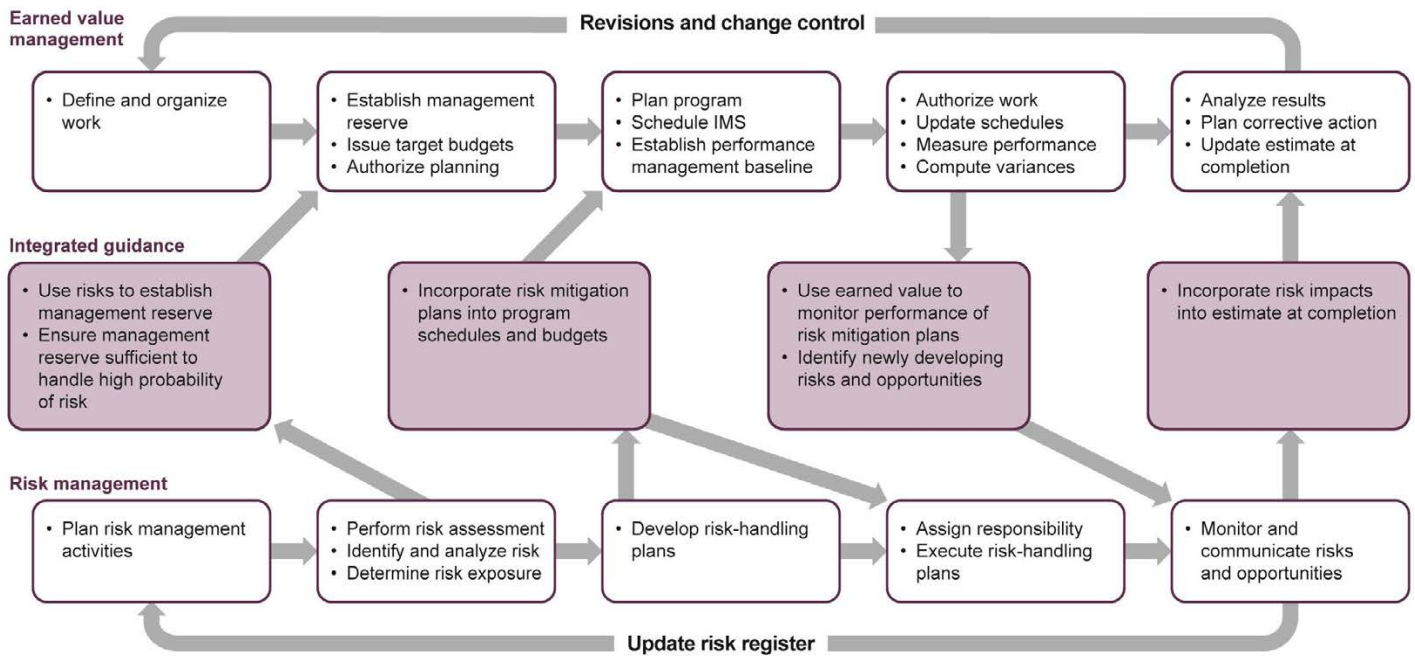 Earned value
management
Revisions and change control
• Define and organize
work
• Establish management
reserve
• Issue target budgets
• Authorize planning
• Plan program
• Schedule IMS
• Establish performance
management baseline
• Authorize work
• Update schedules
• Measure performance
• Compute variances
• Analyze results
• Plan corrective action
• Update estimate at
completion
Integrated guidance
• Use risks to establish
management reserve
• Ensure management
reserve sufficient to
handle high probability
of risk
• Incorporate risk mitigation
plans into program
schedules and budgets
• Use earned value to
monitor performance of
risk mitigation plans
• Identify newly developing
risks and opportunities
• Incorporate risk impacts
into estimate at completion
Risk management
• Plan risk management
activities
• Perform risk assessment
• Identify and analyze risk
• Determine risk exposure
• Develop risk-handling
plans
• Assign responsibility
• Execute risk-handling
plans
• Monitor and
communicate risks
and opportunities
Update risk register